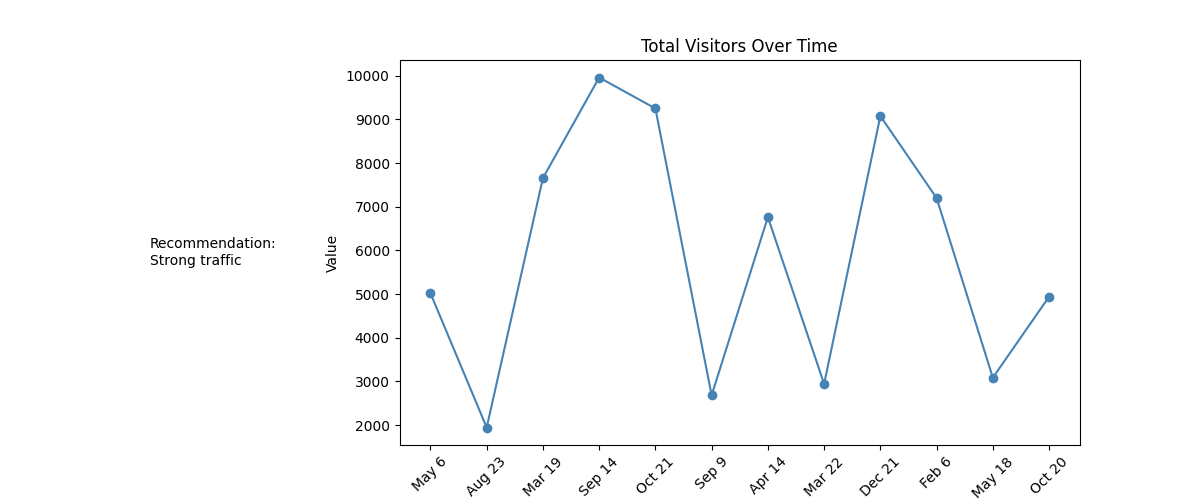 Total Visitors Over Time
Recommendation:
Strong traffic
Value
10000
9000
8000
7000
6000
5000
4000
3000
2000
May 6
Aug 23
Mar 19
Sep 14
Oct 21
Sep 9
Apr 14
Mar 22
Dec 21
Feb 6
May 18
Oct 20